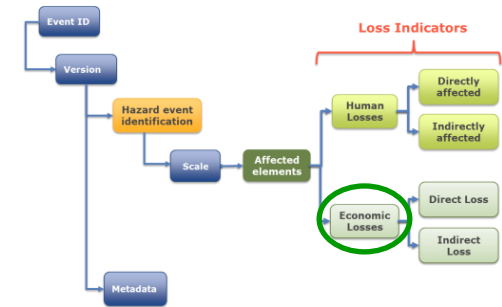 Event ID
Loss Indicators
Version
Directly
affected
Hazard event
identification
Human
Losses
Indirectly
affected
Scale
Affected
elements
Economic
Losses
Direct Loss
Indirect
Loss
Metadata